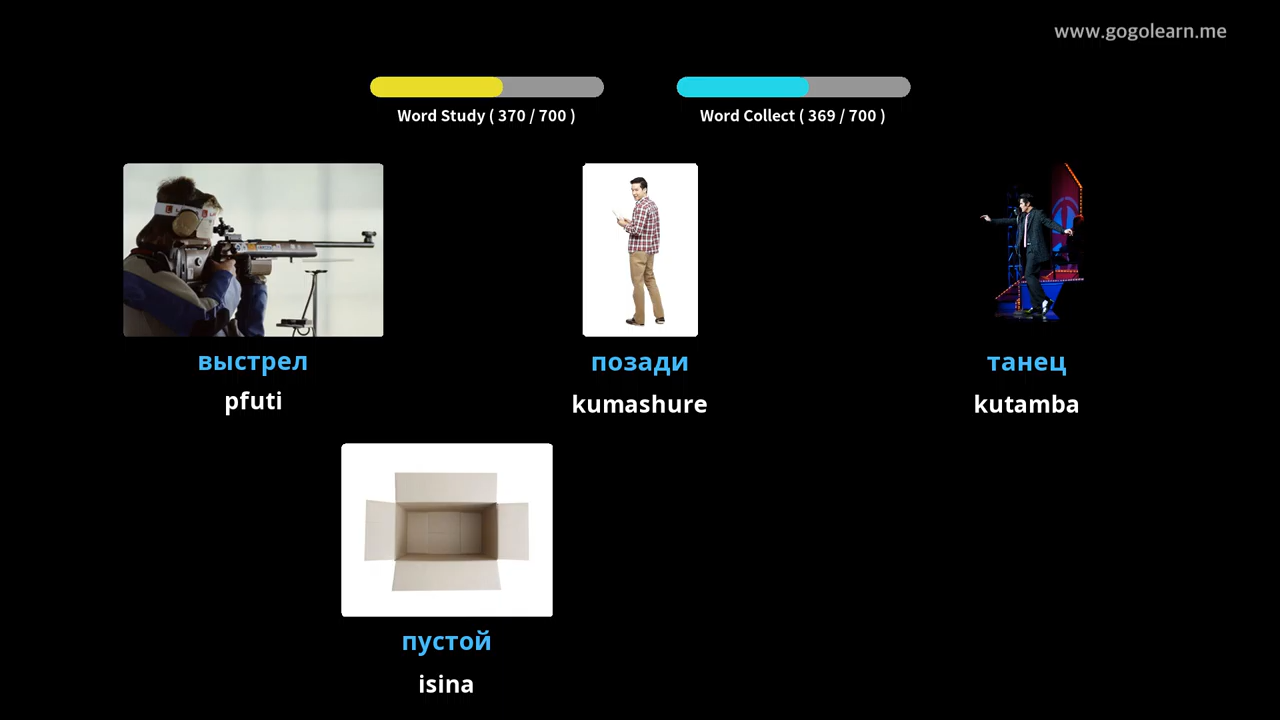 www.gogolearn.me
Word Study ( 370 / 700 )
Word Collect ( 369 / 700 )
выстрел
позади
танец
pfuti
kumashure
kutamba
пустой
isina